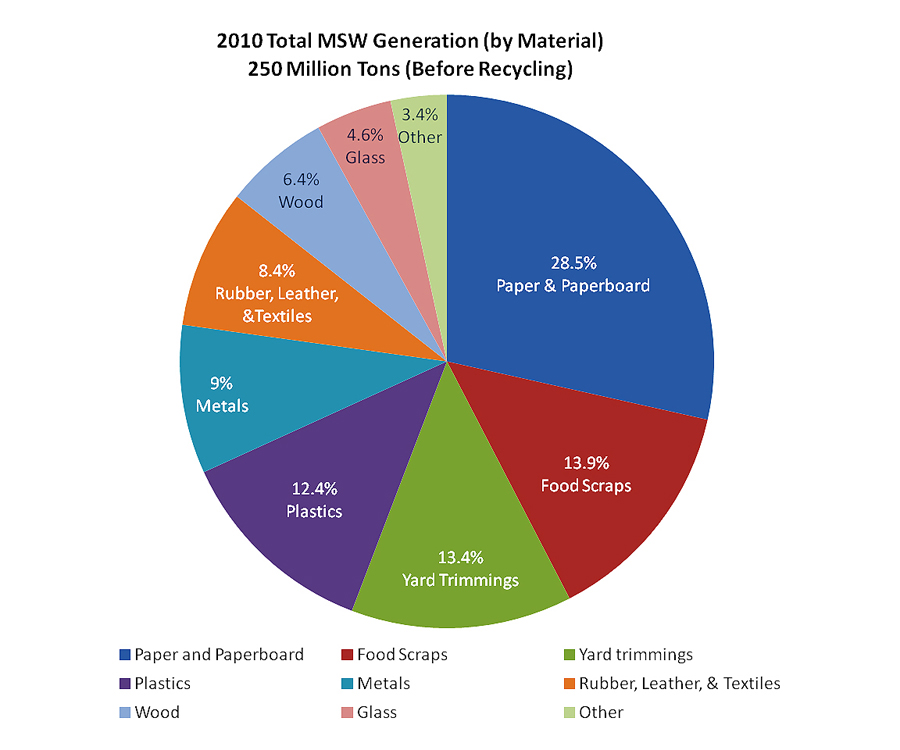 2010 Total MSW Generation (by Material)
250 Million Tons (Before Recycling)
3.4%
Other
4.6%
Glass
6.4%
Wood
28.5%
Paper & Paperboard
8.4%
Rubber, Leather,
&Textiles
9%
Metals
13.9%
Food Scraps
12.4%
Plastics
13.4%
Yard Trimmings
Paper and Paperboard
Food Scraps
Yard trimmings
Plastics
Metals
Rubber, Leather, & Textiles
Wood
Glass
Other